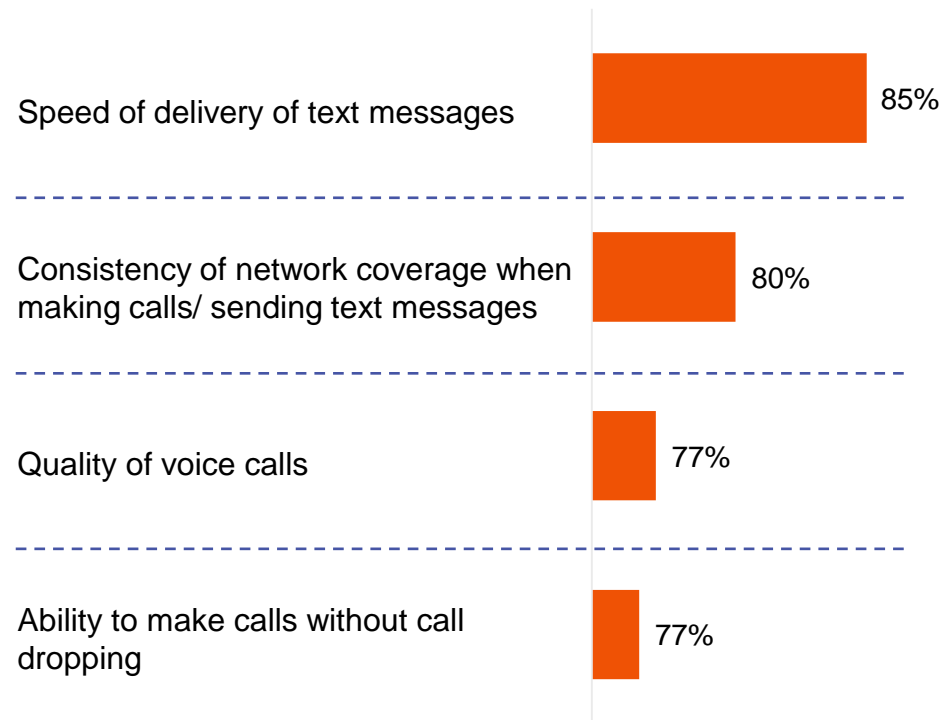 Speed of delivery of text messages
85%
Consistency of network coverage when
making calls/ sending text messages
80%
Quality of voice calls
77%
Ability to make calls without call
dropping
77%